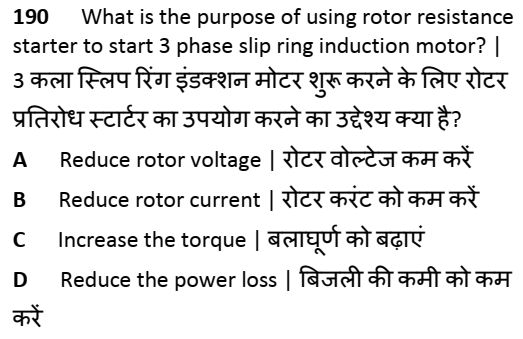 190 What is the purpose of using rotor resistance
starter to start 3 phase slip ring induction motor? |
3 कला स्लिप रिंग इंडक्शन मोटर शुरू करने के लिए रोटर
प्रतिरोध स्टार्टर का उपयोग करने का उद्देश्य क्या है?
A Reduce rotor voltage | रोटर वोल्टेज कम करें
B Reduce rotor current | रोटर करंट को कम करें
C Increase the torque | बलाघूर्ण को बढ़ाएं
D Reduce the power loss | बिजली की कमी को कम
करें